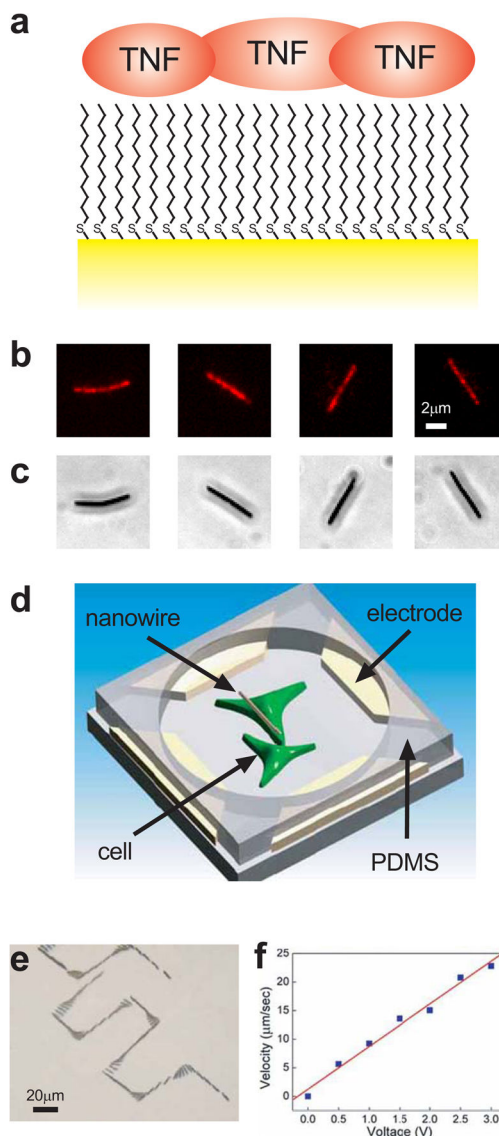 a
TNF TNF TNF
S S S S S S S S S S S S S S S S S S S S S S
b
2μm
c
d
nanowire
electrode
cell
PDMS
e
20μm
f
Velocity (μm/sec)
25
20
15
10
5
0
0.0 0.5 1.0 1.5 2.0 2.5 3.0
Voltace (V)